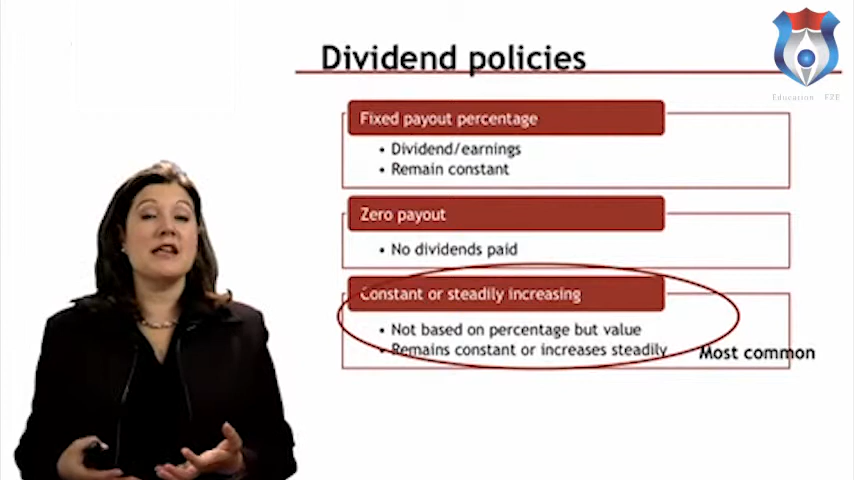 Dividend policies
Education FZE
Fixed payout percentage
• Dividend/earnings
• Remain constant
Zero payout
• No dividends paid
Constant or steadily increasing
• Not based on percentage but value
• Remains constant or increases steadily
Most common